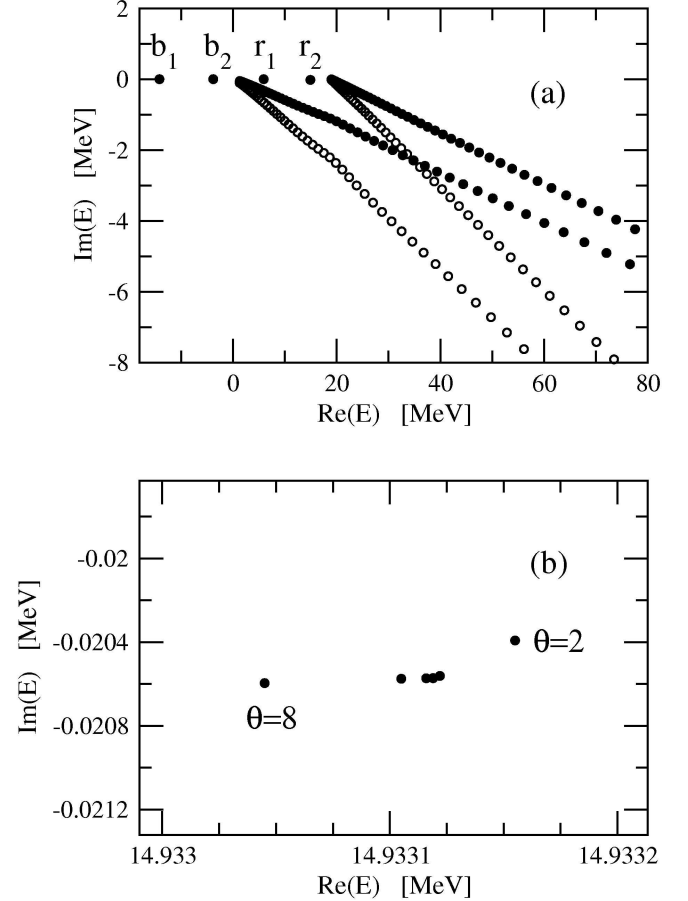 2
b1 b2 r1 r2
0
(a)
-2
-4
-6
-8
Im(E) [MeV]
0 20 40 60 80
Re(E) [MeV]
-0.02
(b)
-0.0204
θ=2
θ=8
-0.0208
-0.0212
Im(E) [MeV]
14.933 14.9331 14.9332
Re(E) [MeV]